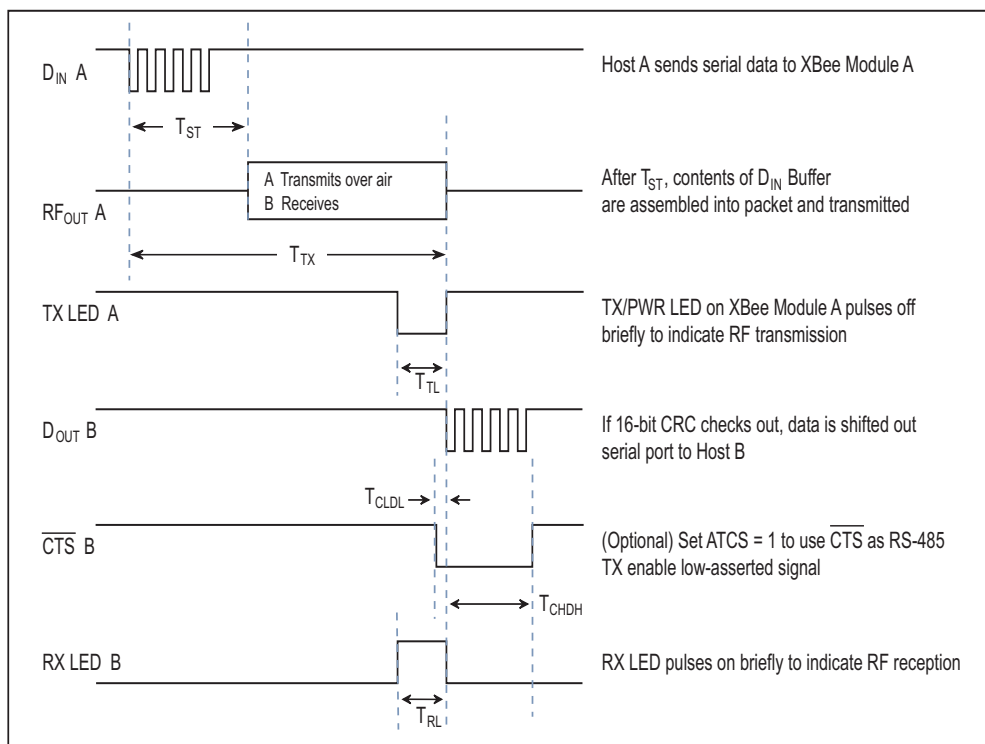 D_IN A
Host A sends serial data to XBee Module A
T_ST
RF_OUT A
A Transmits over air
B Receives
After T_ST, contents of D_IN Buffer
are assembled into packet and transmitted
T_TX
TX LED A
TX/PWR LED on XBee Module A pulses off
briefly to indicate RF transmission
T_TL
D_OUT B
If 16-bit CRC checks out, data is shifted out
serial port to Host B
T_CLDL
C̅T̅S̅ B
(Optional) Set ATCS = 1 to use C̅T̅S̅ as RS-485
TX enable low-asserted signal
T_CHDH
RX LED B
RX LED pulses on briefly to indicate RF reception
T_RL